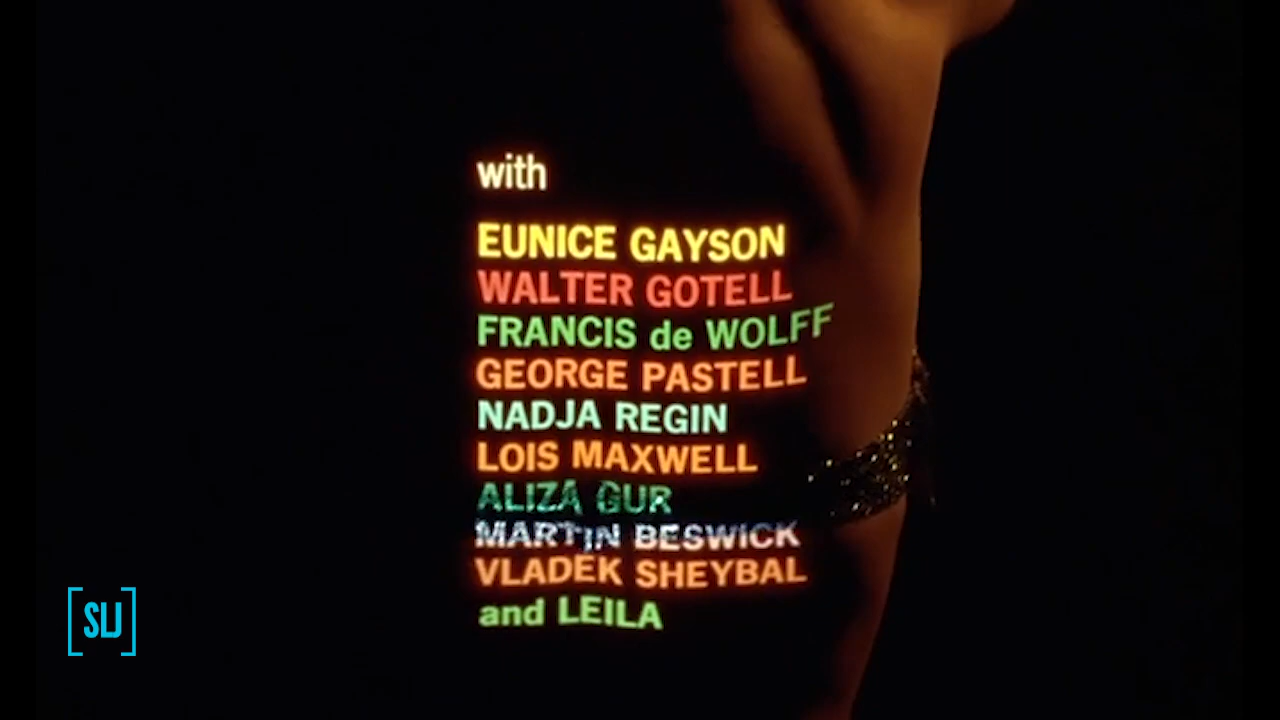 with
EUNICE GAYSON
WALTER GOTELL
FRANCIS de WOLFF
GEORGE PASTELL
NADJA REGIN
LOIS MAXWELL
ALIZA GUR
MARTIN BESWICK
VLADEK SHEYBAL
and LEILA
[SU]